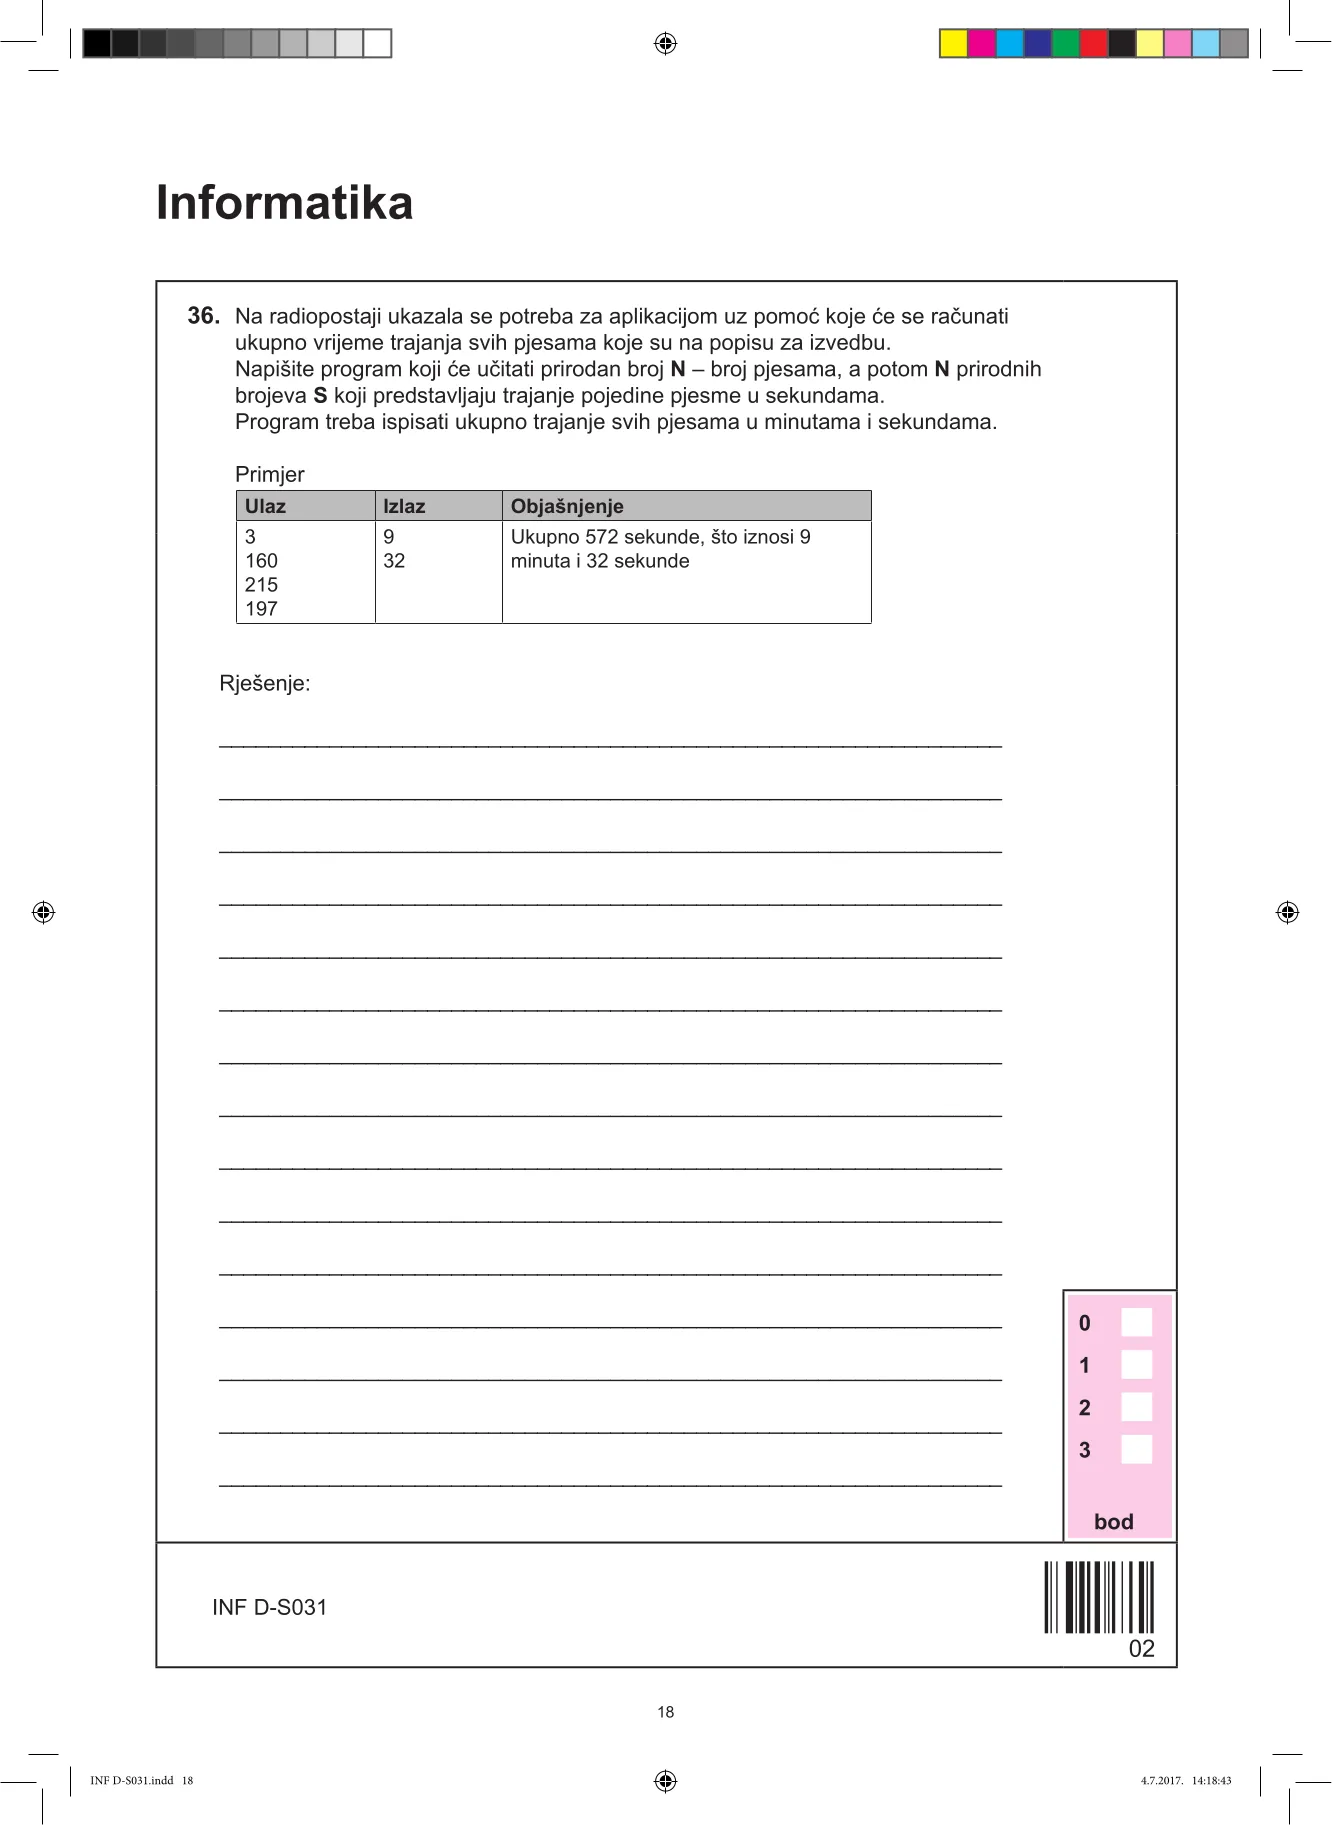 Informatika
36. Na radiopostaji ukazala se potreba za aplikacijom uz pomoć koje će se računati
ukupno vrijeme trajanja svih pjesama koje su na popisu za izvedbu.
Napišite program koji će učitati prirodan broj N – broj pjesama, a potom N prirodnih
brojeva S koji predstavljaju trajanje pojedine pjesme u sekundama.
Program treba ispisati ukupno trajanje svih pjesama u minutama i sekundama.
Primjer
Ulaz Izlaz Objašnjenje
3 9 Ukupno 572 sekunde, što iznosi 9
160 32 minuta i 32 sekunde
215
197
Rješenje:
0
1
2
3
bod
INF D-S031
02
18
INF D-S031.indd 18 4.7.2017. 14:18:43